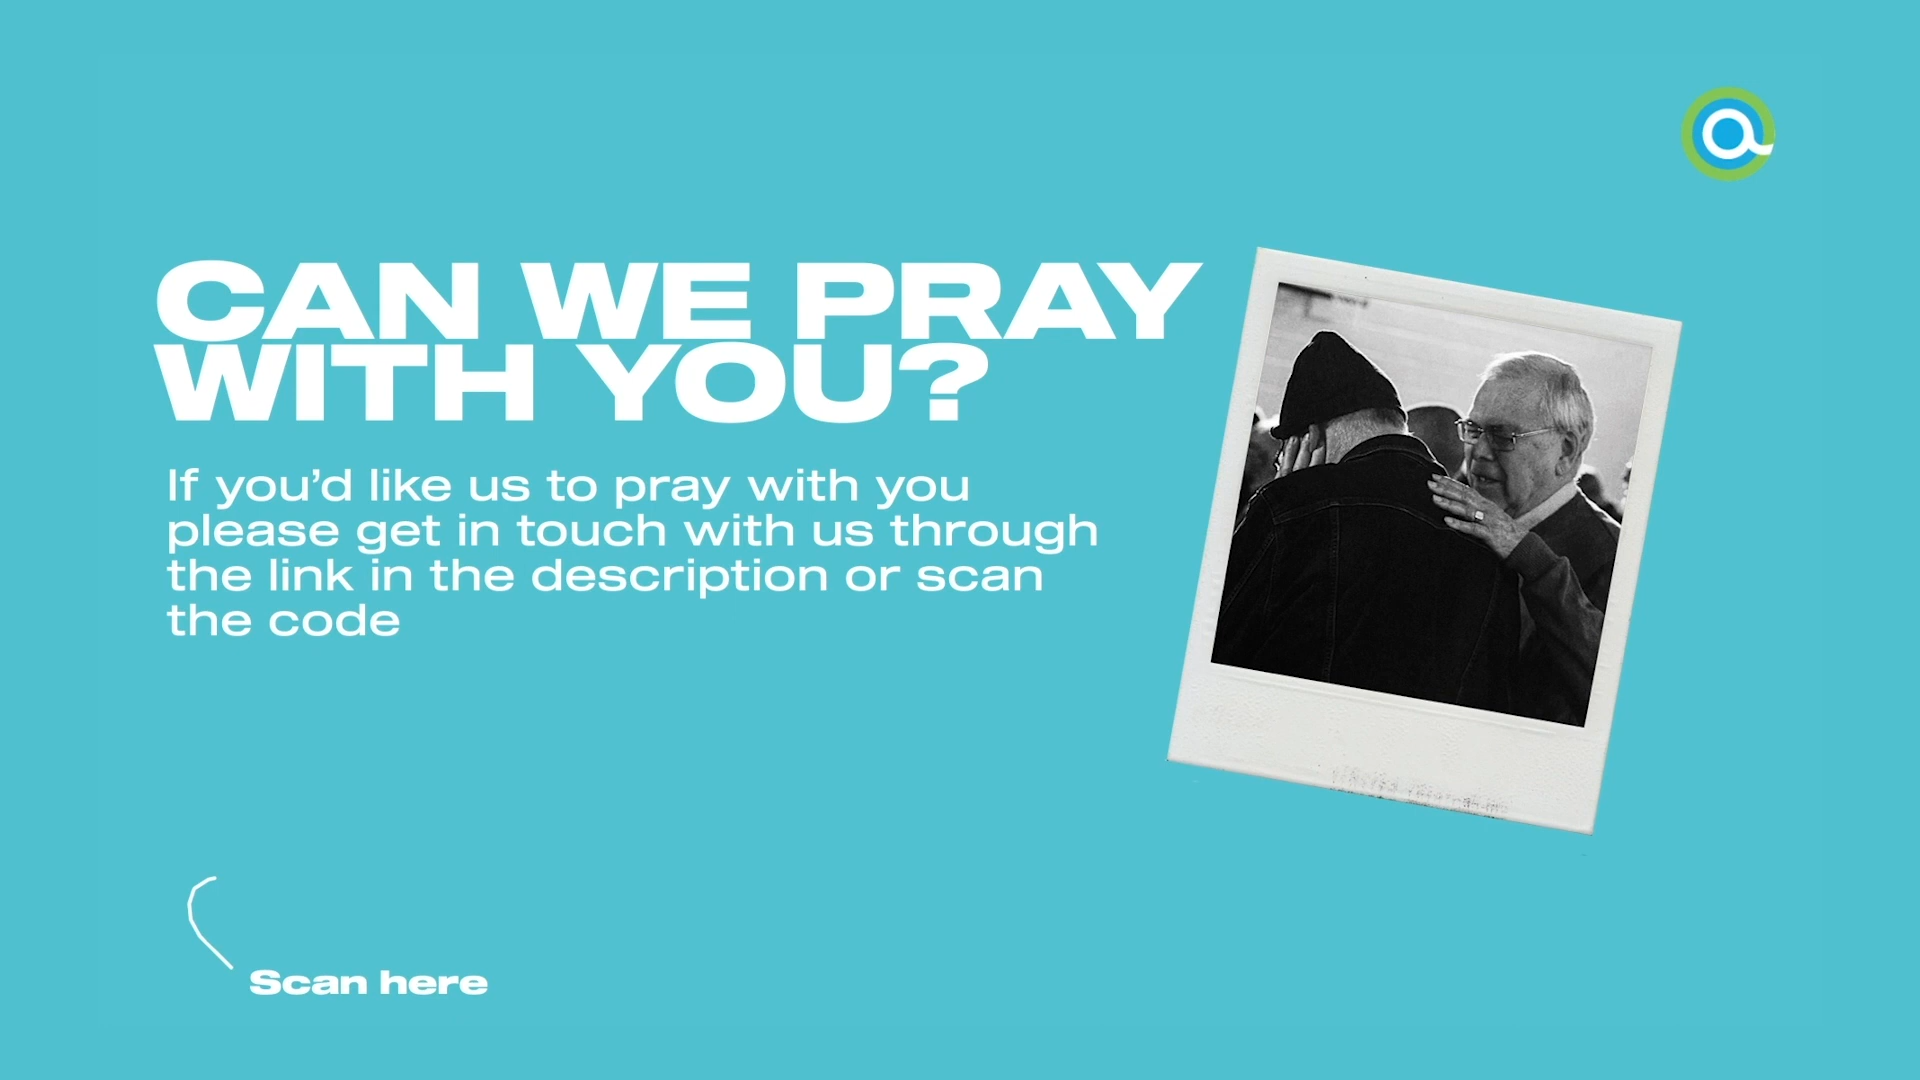 CAN WE PRAY
WITH YOU?
If you’d like us to pray with you
please get in touch with us through
the link in the description or scan
the code
Scan here